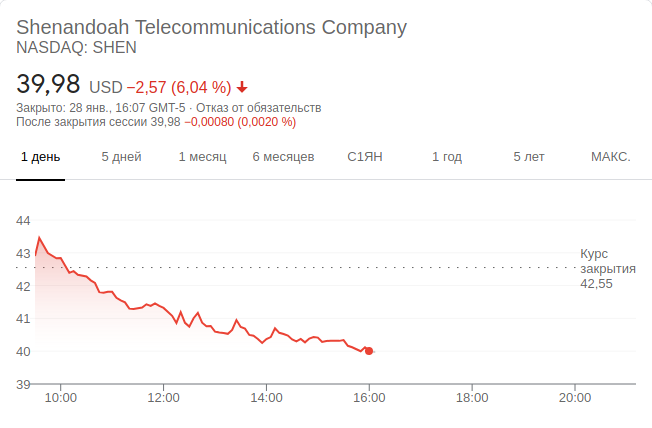 Shenandoah Telecommunications Company
NASDAQ: SHEN
39,98 USD −2,57 (6,04 %)
Закрыто: 28 янв., 16:07 GMT-5 · Отказ от обязательств
После закрытия сессии 39,98 −0,00080 (0,0020 %)
1 день 5 дней 1 месяц 6 месяцев С1ЯН 1 год 5 лет МАКС.
44
43
42
41
40
39
Курс
закрытия
42,55
10:00 12:00 14:00 16:00 18:00 20:00